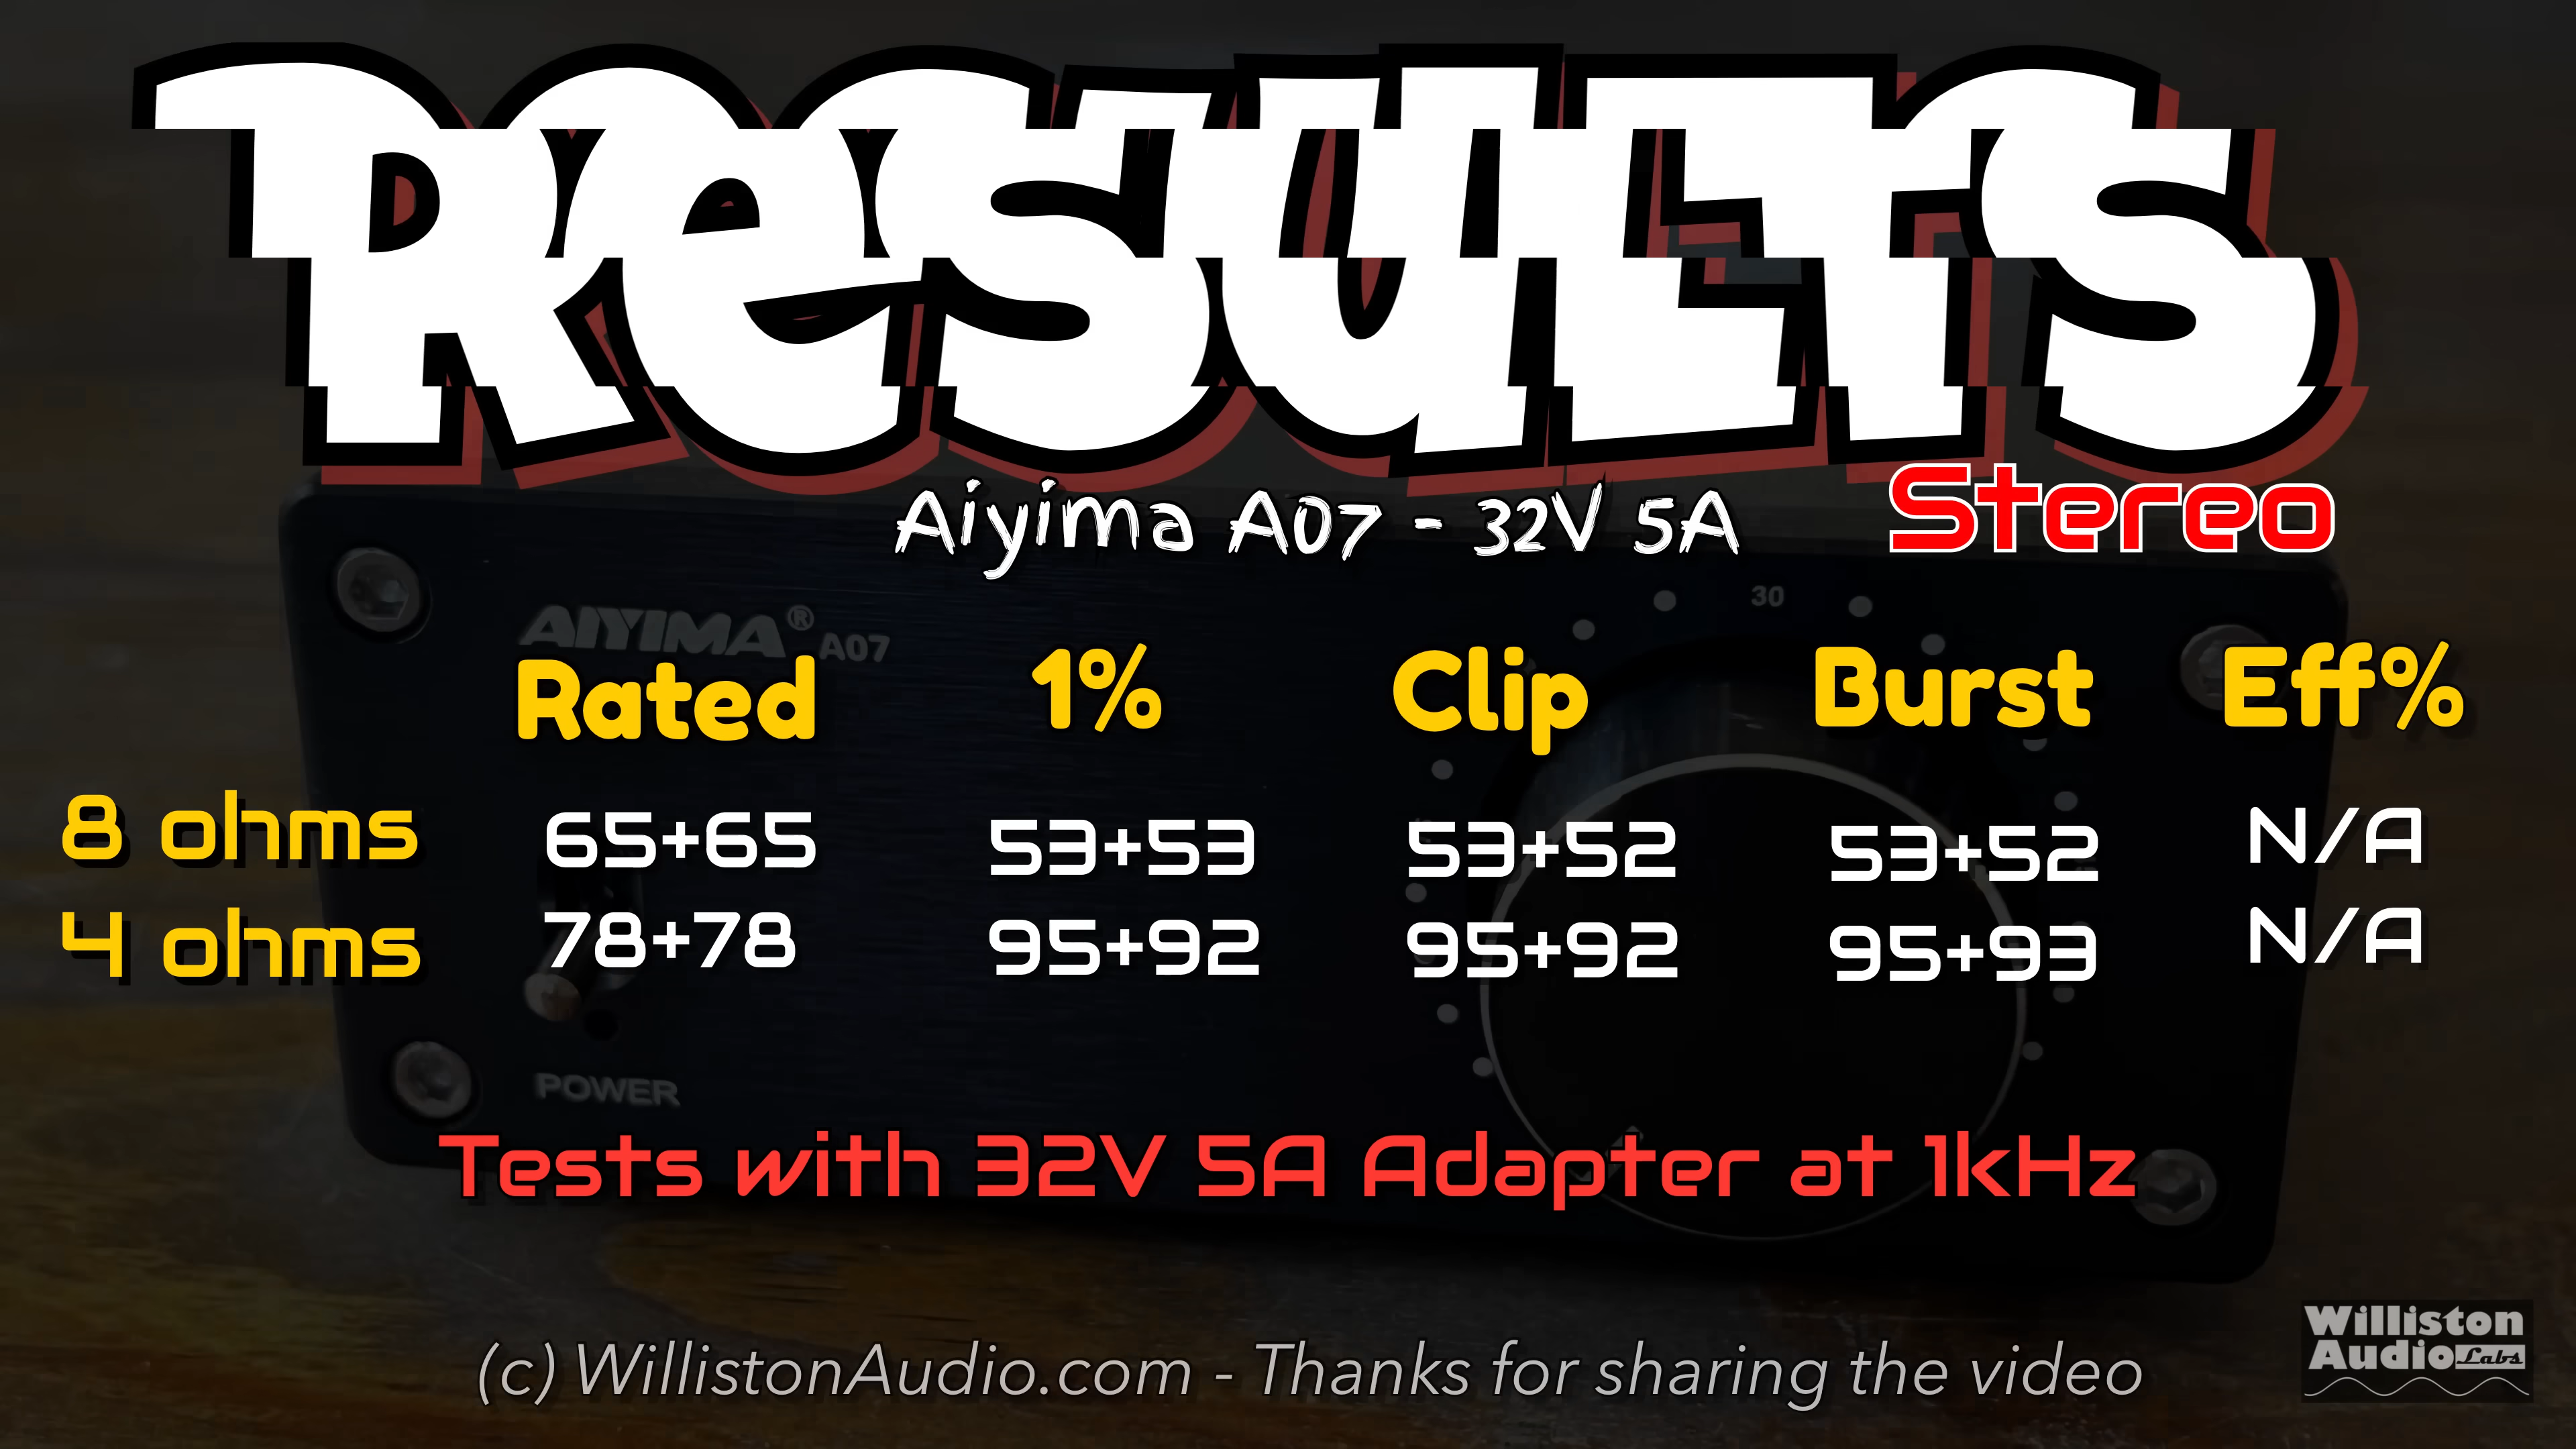 Results
Aiyima A07 - 32V 5A
Stereo
30
AIYIMA® A07
Rated 1% Clip Burst Eff%
8 ohms 65+65 53+53 53+52 53+52 N/A
4 ohms 78+78 95+92 95+92 95+93 N/A
POWER
Tests with 32V 5A Adapter at 1kHz
(c) WillistonAudio.com - Thanks for sharing the video
Williston
Audio Labs